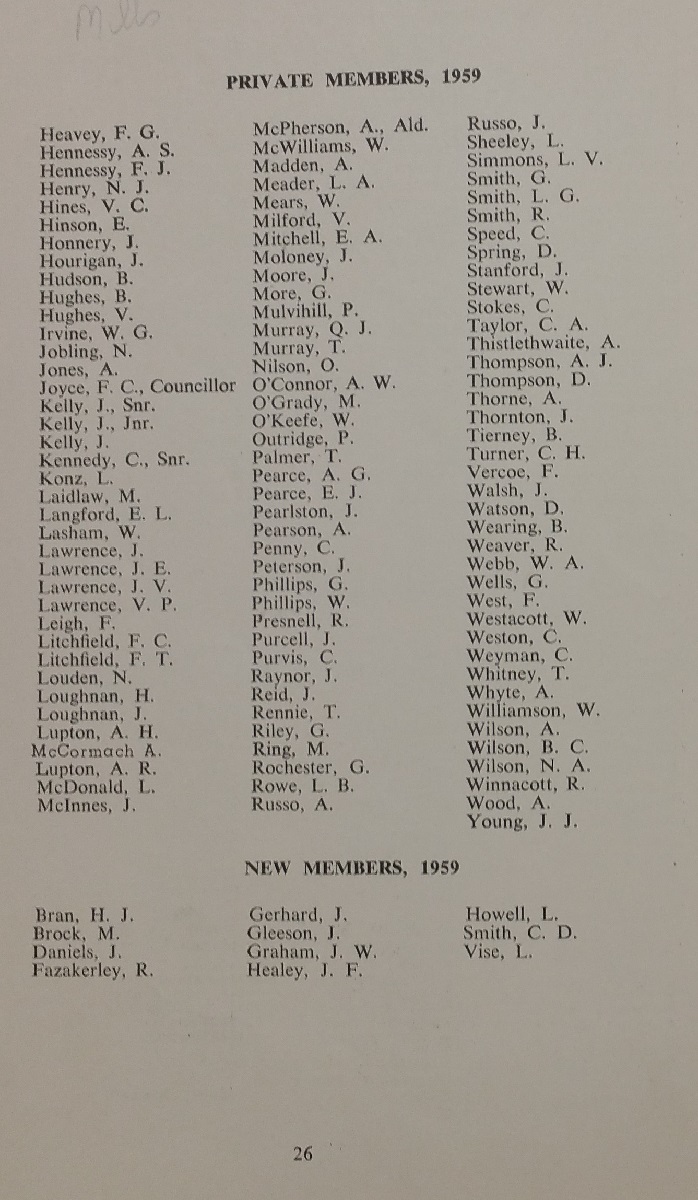 Mills
PRIVATE MEMBERS, 1959
Heavey, F. G.
Hennessy, A. S.
Hennessy, F. J.
Henry, N. J.
Hines, V. C.
Hinson, E.
Honnery, J.
Hourigan, J.
Hudson, B.
Hughes, B.
Hughes, V.
Irvine, W. G.
Jobling, N.
Jones, A.
Joyce, F. C., Councillor
Kelly, J., Snr.
Kelly, J., Jnr.
Kelly, J.
Kennedy, C., Snr.
Konz, L.
Laidlaw, M.
Langford, E. L.
Lasham, W.
Lawrence, J.
Lawrence, J. E.
Lawrence, J. V.
Lawrence, V. P.
Leigh, F.
Litchfield, F. C.
Litchfield, F. T.
Louden, N.
Loughnan, H.
Loughnan, J.
Lupton, A. H.
McCormach A.
Lupton, A. R.
McDonald, L.
McInnes, J.
McPherson, A., Ald.
McWilliams, W.
Madden, A.
Meader, L. A.
Mears, W.
Milford, V.
Mitchell, E. A.
Moloney, J.
Moore, J.
More, G.
Mulvihill, P.
Murray, Q. J.
Murray, T.
Nilson, O.
O'Connor, A. W.
O'Grady, M.
O'Keefe, W.
Outridge, P.
Palmer, T.
Pearce, A. G.
Pearce, E. J.
Pearlston, J.
Pearson, A.
Penny, C.
Peterson, J.
Phillips, G.
Phillips, W.
Presnell, R.
Purcell, J.
Purvis, C.
Raynor, J.
Reid, J.
Rennie, T.
Riley, G.
Ring, M.
Rochester, G.
Rowe, L. B.
Russo, A.
Russo, J.
Sheeley, L.
Simmons, L. V.
Smith, G.
Smith, L. G.
Smith, R.
Speed, C.
Spring, D.
Stanford, J.
Stewart, W.
Stokes, C.
Taylor, C. A.
Thistlethwaite, A.
Thompson, A. J.
Thompson, D.
Thorne, A.
Thornton, J.
Tierney, B.
Turner, C. H.
Vercoe, F.
Walsh, J.
Watson, D.
Wearing, B.
Weaver, R.
Webb, W. A.
Wells, G.
West, F.
Westacott, W.
Weston, C.
Weyman, C.
Whitney, T.
Whyte, A.
Williamson, W.
Wilson, A.
Wilson, B. C.
Wilson, N. A.
Winnacott, R.
Wood, A.
Young, J. J.
NEW MEMBERS, 1959
Bran, H. J.
Brock, M.
Daniels, J.
Fazakerley, R.
Gerhard, J.
Gleeson, J.
Graham, J. W.
Healey, J. F.
Howell, L.
Smith, C. D.
Vise, L.
26